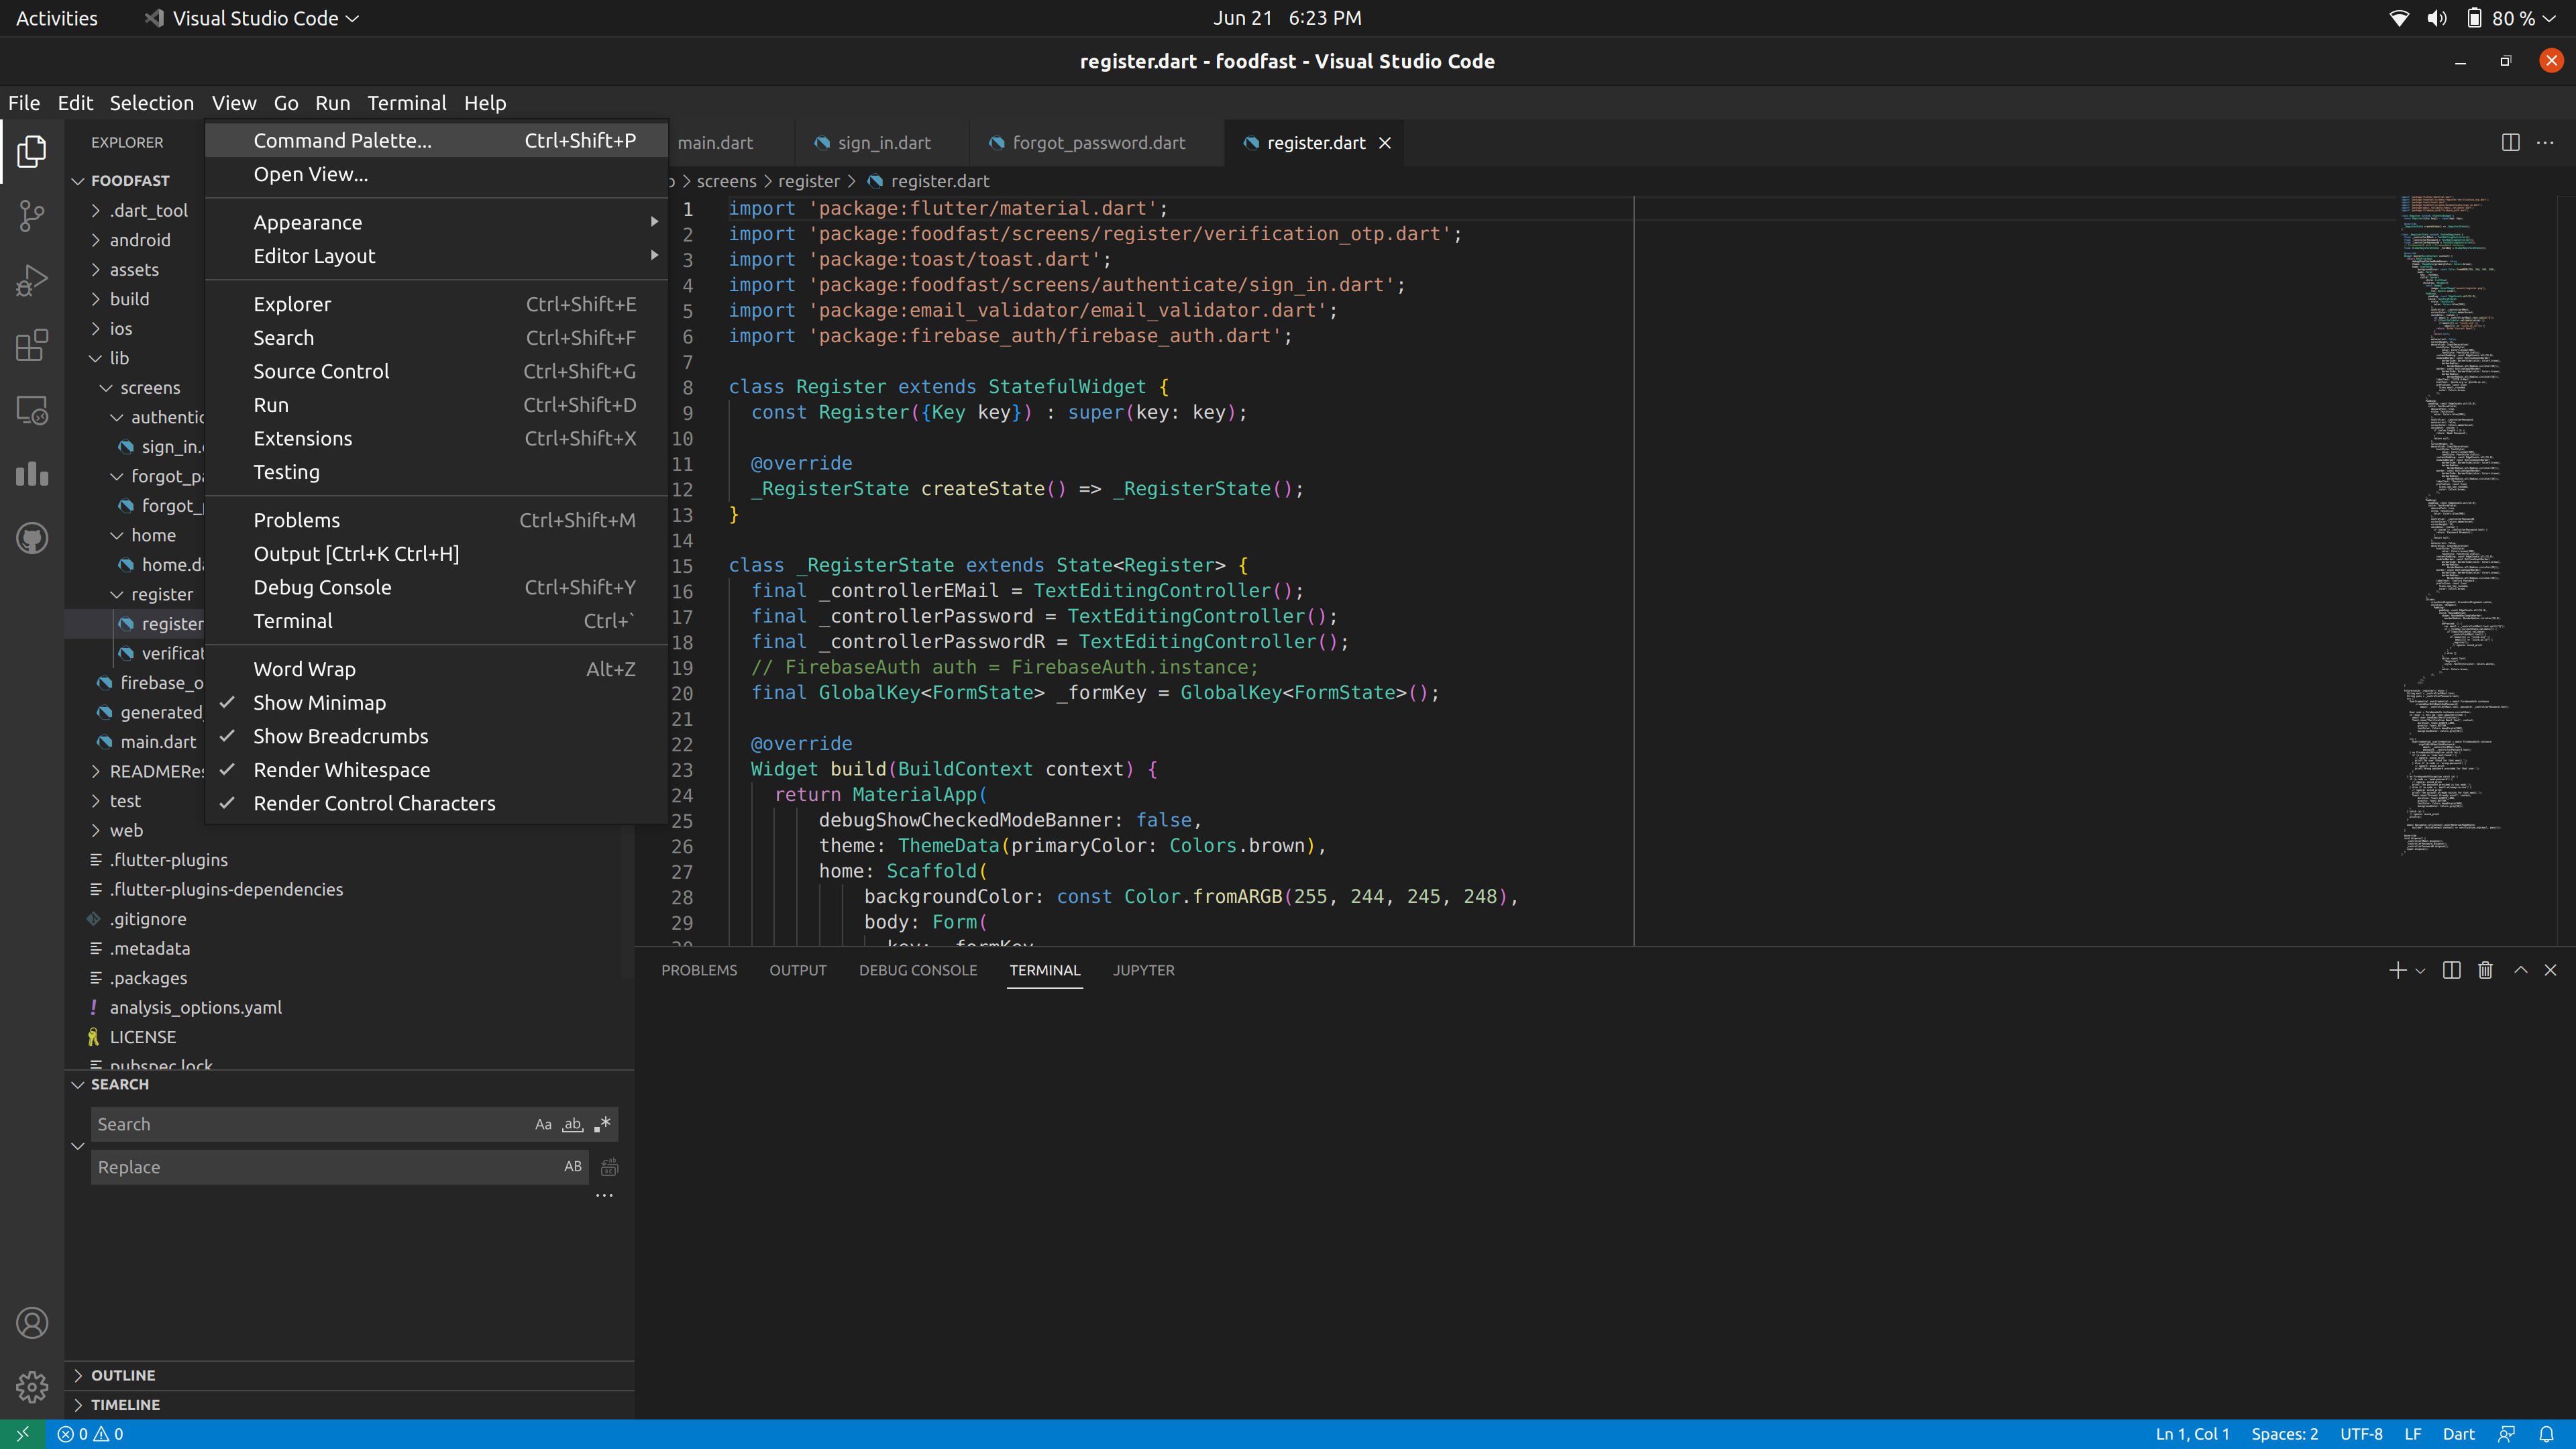 Activities Visual Studio Code Jun 21 6:23 PM 80 %
register.dart - foodfast - Visual Studio Code
File Edit Selection View Go Run Terminal Help
EXPLORER
FOODFAST
.dart_tool
android
assets
build
ios
lib
screens
authentic
sign_in.
forgot_p
forgot_
home
home.da
register
register
verificat
firebase_o
generated
main.dart
READMERes
test
web
.flutter-plugins
.flutter-plugins-dependencies
.gitignore
.metadata
.packages
analysis_options.yaml
LICENSE
pubspec.lock
SEARCH
Search Aa ab .*
Replace AB
OUTLINE
TIMELINE
Command Palette... Ctrl+Shift+P
Open View...
Appearance
Editor Layout
Explorer Ctrl+Shift+E
Search Ctrl+Shift+F
Source Control Ctrl+Shift+G
Run Ctrl+Shift+D
Extensions Ctrl+Shift+X
Testing
Problems Ctrl+Shift+M
Output [Ctrl+K Ctrl+H]
Debug Console Ctrl+Shift+Y
Terminal Ctrl+`
Word Wrap Alt+Z
Show Minimap
Show Breadcrumbs
Render Whitespace
Render Control Characters
main.dart sign_in.dart forgot_password.dart register.dart
screens > register > register.dart
1 import 'package:flutter/material.dart';
2 import 'package:foodfast/screens/register/verification_otp.dart';
3 import 'package:toast/toast.dart';
4 import 'package:foodfast/screens/authenticate/sign_in.dart';
5 import 'package:email_validator/email_validator.dart';
6 import 'package:firebase_auth/firebase_auth.dart';
7
8 class Register extends StatefulWidget {
9 const Register({Key key}) : super(key: key);
10
11 @override
12 _RegisterState createState() => _RegisterState();
13 }
14
15 class _RegisterState extends State<Register> {
16 final _controllerEMail = TextEditingController();
17 final _controllerPassword = TextEditingController();
18 final _controllerPasswordR = TextEditingController();
19 // FirebaseAuth auth = FirebaseAuth.instance;
20 final GlobalKey<FormState> _formKey = GlobalKey<FormState>();
21
22 @override
23 Widget build(BuildContext context) {
24 return MaterialApp(
25 debugShowCheckedModeBanner: false,
26 theme: ThemeData(primaryColor: Colors.brown),
27 home: Scaffold(
28 backgroundColor: const Color.fromARGB(255, 244, 245, 248),
29 body: Form(
30 key: _formKey
PROBLEMS OUTPUT DEBUG CONSOLE TERMINAL JUPYTER
0 0 Ln 1, Col 1 Spaces: 2 UTF-8 LF Dart